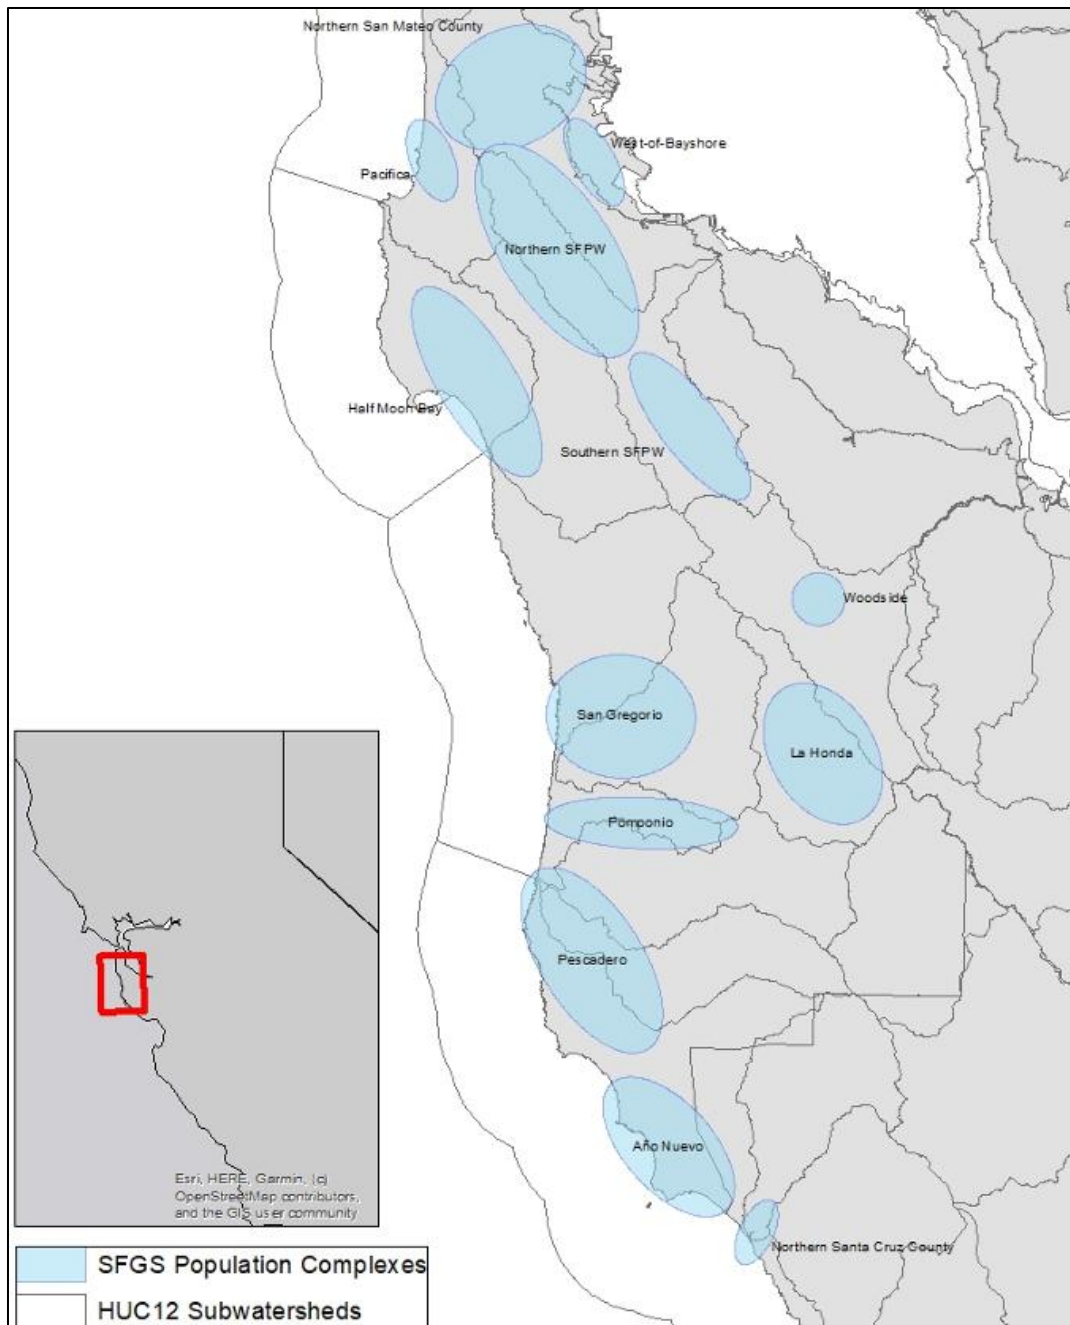 Northern San Mateo County
West-of-Bayshore
Pacifica
Northern SFPW
Half Moon Bay
Southern SFPW
Woodside
San Gregorio
La Honda
Pomponio
Pescadero
Año Nuevo
Northern Santa Cruz County
Esri, HERE, Garmin, (c)
OpenStreetMap contributors,
and the GIS user community
SFGS Population Complexes
HUC12 Subwatersheds